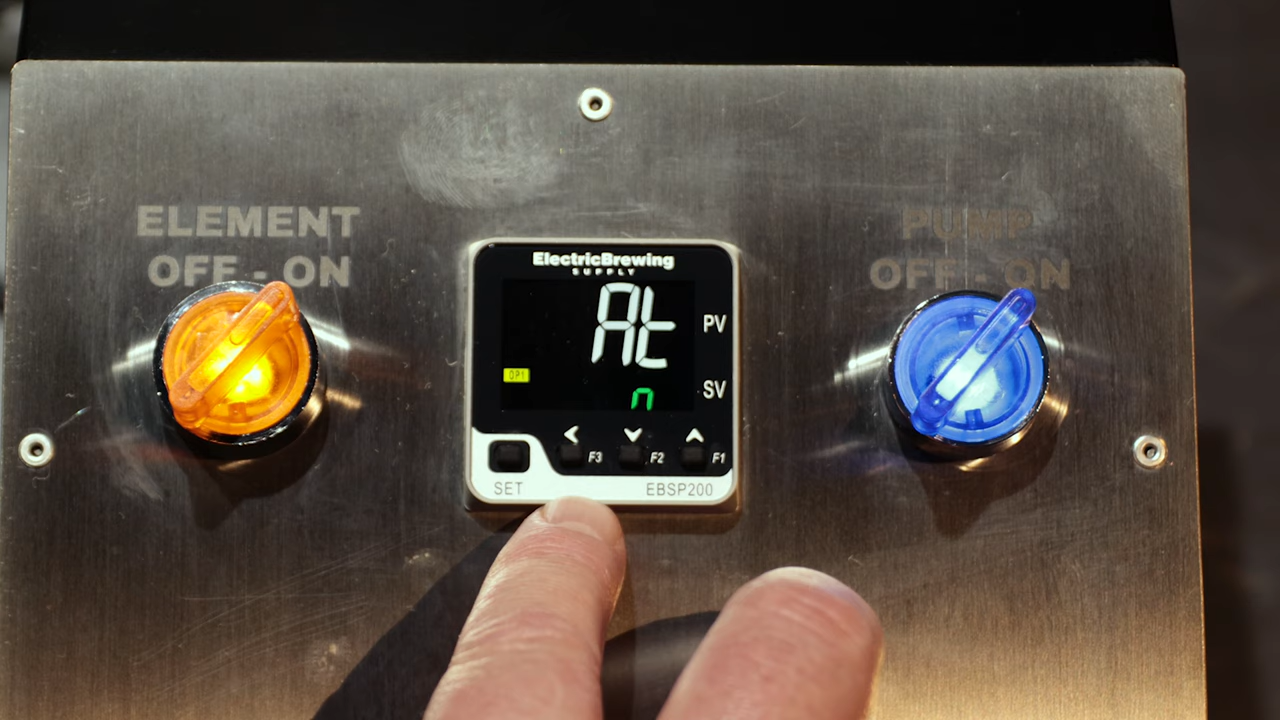 ELEMENT
OFF - ON
PUMP
OFF - ON
ElectricBrewing
SUPPLY
At
PV
OP1
n
SV
F3
F2
F1
SET
EBSP200